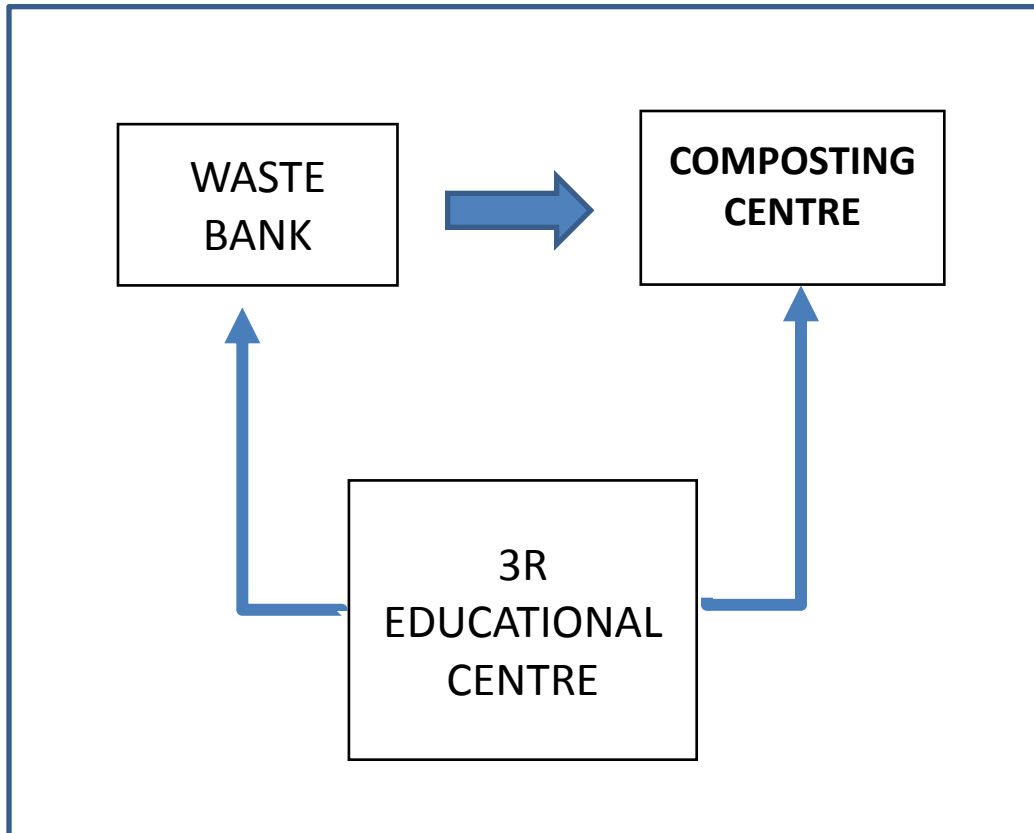 WASTE
BANK
COMPOSTING
CENTRE
3R
EDUCATIONAL
CENTRE